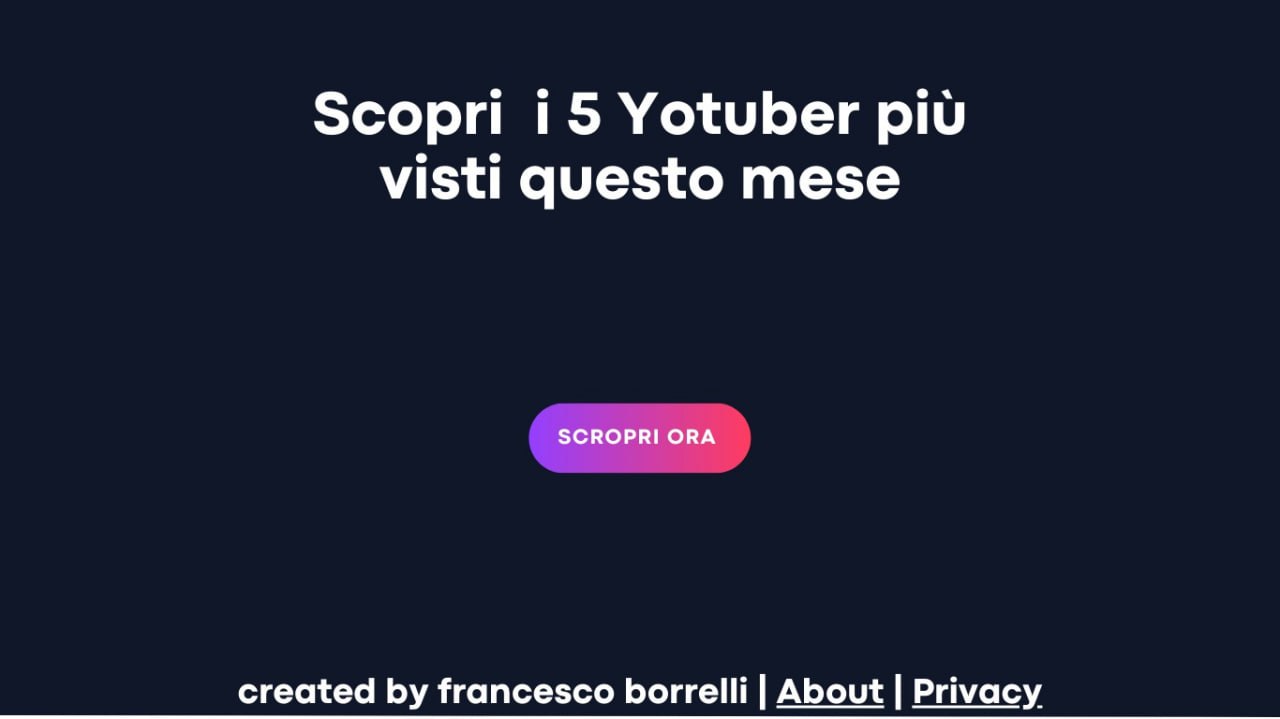 Scopri  i 5 Yotuber più
visti questo mese
SCROPRI ORA
created by francesco borrelli | About | Privacy